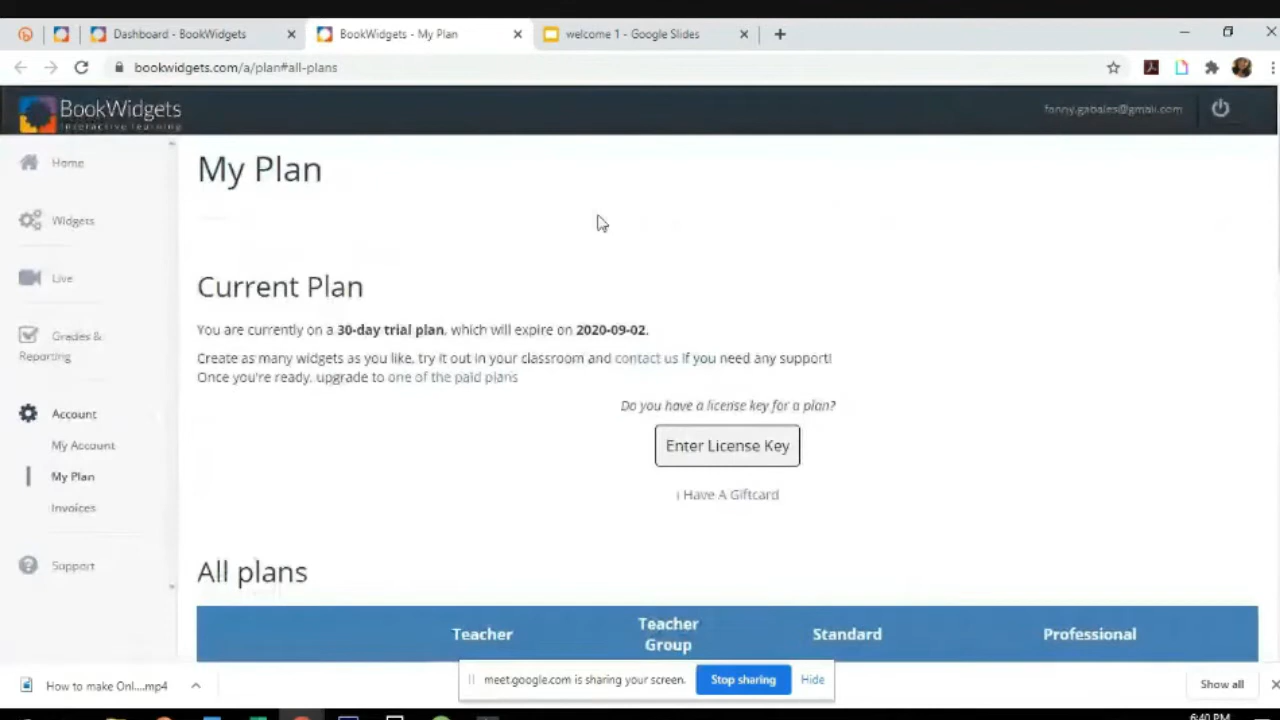 Dashboard - BookWidgets
BookWidgets - My Plan
welcome 1 - Google Slides
bookwidgets.com/a/plan#all-plans
BookWidgets
interactive learning
fanny.gabales@gmail.com
Home
Widgets
Live
Grades &
Reporting
Account
My Account
My Plan
Invoices
Support
My Plan
Current Plan
You are currently on a 30-day trial plan, which will expire on 2020-09-02.
Create as many widgets as you like, try it out in your classroom and contact us if you need any support!
Once you're ready, upgrade to one of the paid plans
Do you have a license key for a plan?
Enter License Key
I Have A Giftcard
All plans
Teacher
Teacher
Group
Standard
Professional
meet.google.com is sharing your screen.
Stop sharing
Hide
How to make Onl....mp4
Show all
6:40 PM